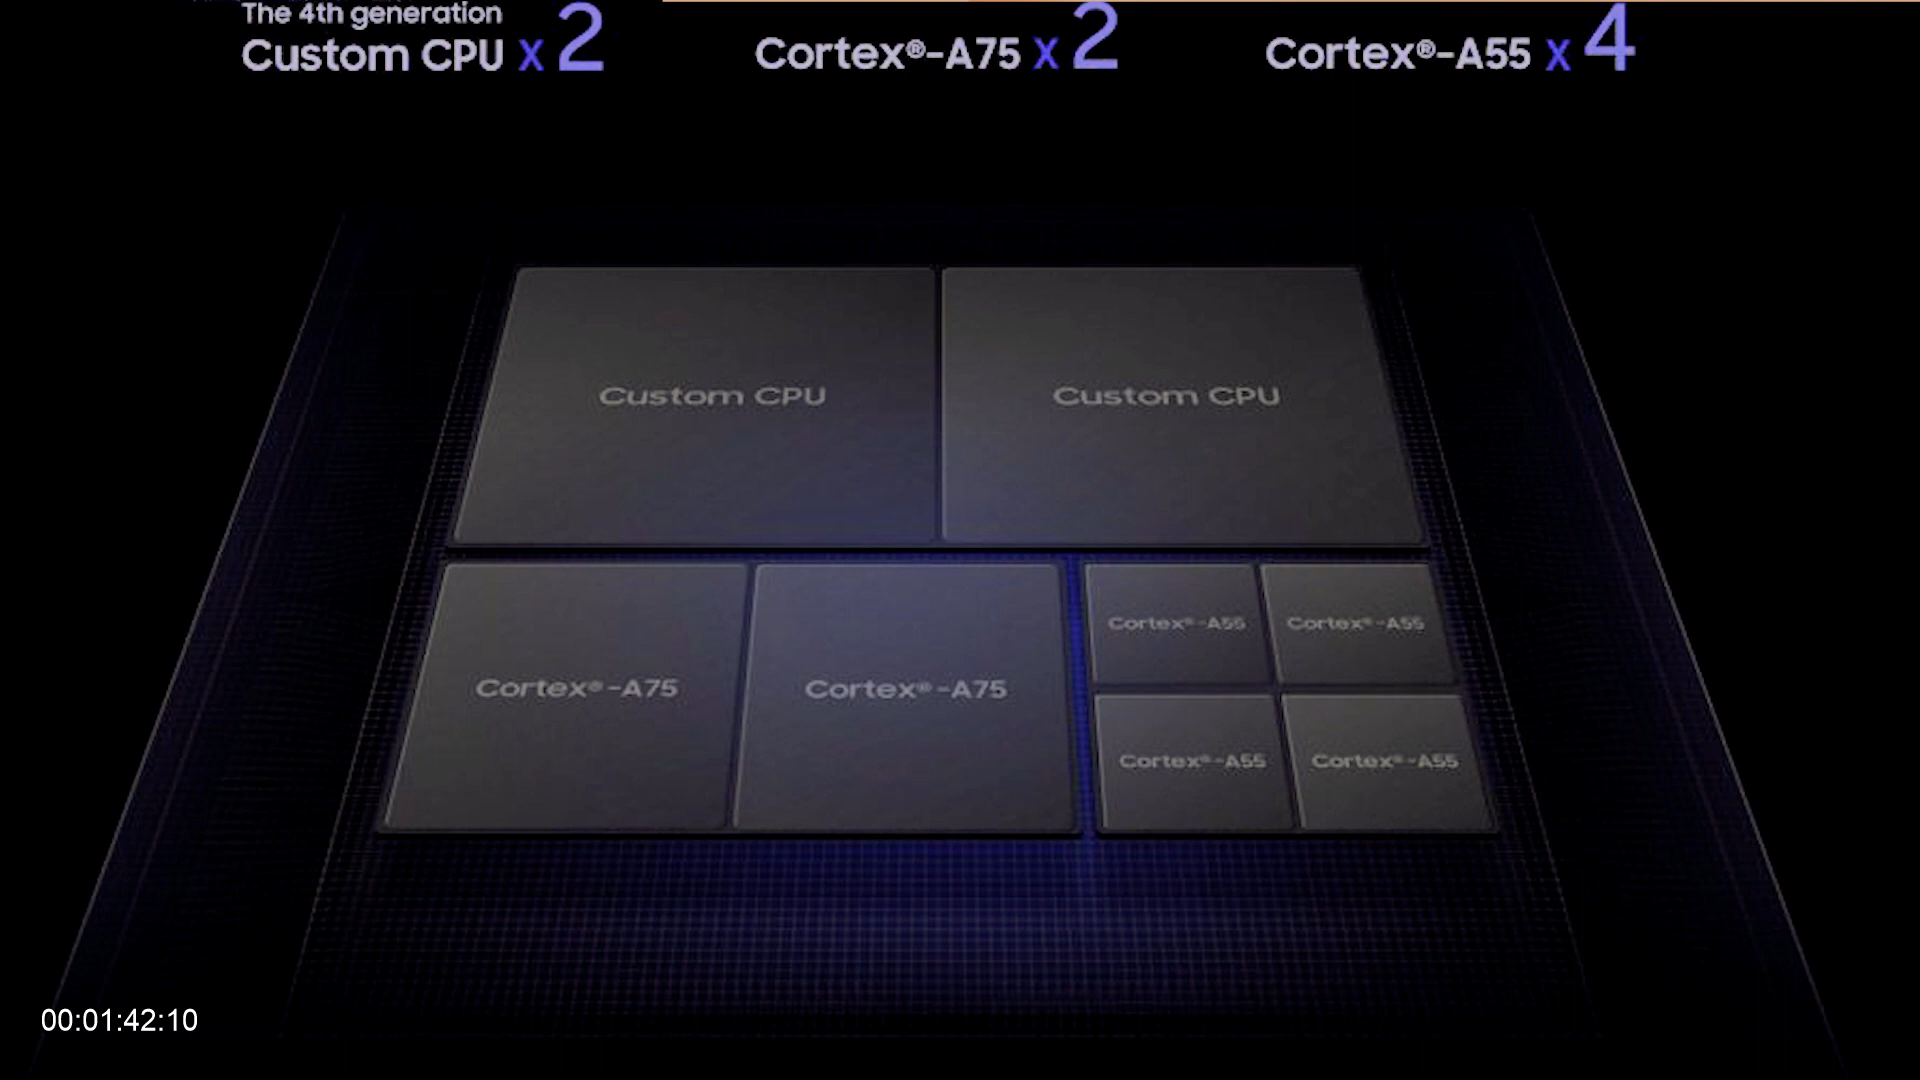 The 4th generation
Custom CPU x 2
Cortex®-A75 x 2
Cortex®-A55 x 4
Custom CPU
Custom CPU
Cortex®-A75
Cortex®-A75
Cortex®-A55
Cortex®-A55
Cortex®-A55
Cortex®-A55
00:01:42:10